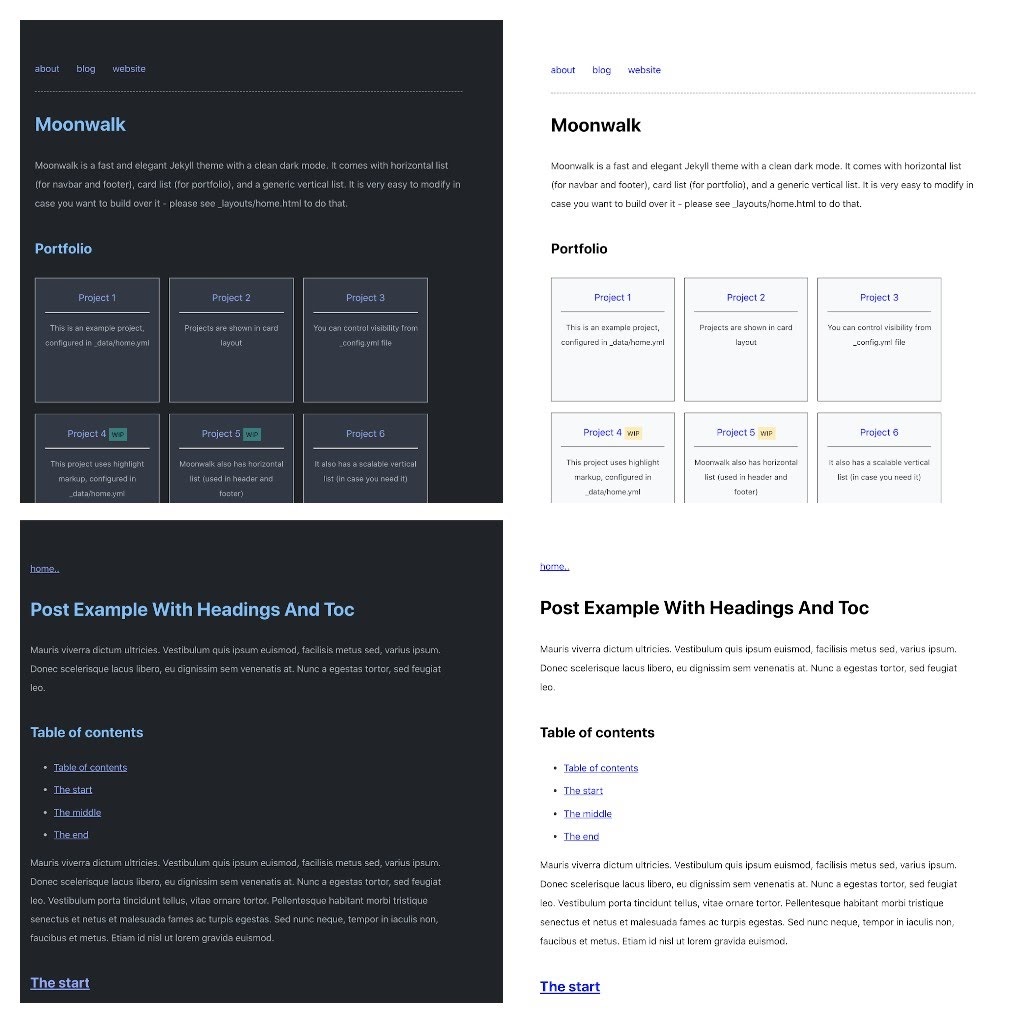 about blog website
Moonwalk
Moonwalk is a fast and elegant Jekyll theme with a clean dark mode. It comes with horizontal list
(for navbar and footer), card list (for portfolio), and a generic vertical list. It is very easy to modify in
case you want to build over it - please see _layouts/home.html to do that.
Portfolio
Project 1
This is an example project,
configured in _data/home.yml
Project 2
Projects are shown in card
layout
Project 3
You can control visibility from
_config.yml file
Project 4 WIP
This project uses highlight
markup, configured in
_data/home.yml
Project 5 WIP
Moonwalk also has horizontal
list (used in header and
footer)
Project 6
It also has a scalable vertical
list (in case you need it)
about blog website
Moonwalk
Moonwalk is a fast and elegant Jekyll theme with a clean dark mode. It comes with horizontal list
(for navbar and footer), card list (for portfolio), and a generic vertical list. It is very easy to modify in
case you want to build over it - please see _layouts/home.html to do that.
Portfolio
Project 1
This is an example project,
configured in _data/home.yml
Project 2
Projects are shown in card
layout
Project 3
You can control visibility from
_config.yml file
Project 4 WIP
This project uses highlight
markup, configured in
_data/home.yml
Project 5 WIP
Moonwalk also has horizontal
list (used in header and
footer)
Project 6
It also has a scalable vertical
list (in case you need it)
home..
Post Example With Headings And Toc
Mauris viverra dictum ultricies. Vestibulum quis ipsum euismod, facilisis metus sed, varius ipsum.
Donec scelerisque lacus libero, eu dignissim sem venenatis at. Nunc a egestas tortor, sed feugiat
leo.
Table of contents
• Table of contents
• The start
• The middle
• The end
Mauris viverra dictum ultricies. Vestibulum quis ipsum euismod, facilisis metus sed, varius ipsum.
Donec scelerisque lacus libero, eu dignissim sem venenatis at. Nunc a egestas tortor, sed feugiat
leo. Vestibulum porta tincidunt tellus, vitae ornare tortor. Pellentesque habitant morbi tristique
senectus et netus et malesuada fames ac turpis egestas. Sed nunc neque, tempor in iaculis non,
faucibus et metus. Etiam id nisl ut lorem gravida euismod.
The start
home..
Post Example With Headings And Toc
Mauris viverra dictum ultricies. Vestibulum quis ipsum euismod, facilisis metus sed, varius ipsum.
Donec scelerisque lacus libero, eu dignissim sem venenatis at. Nunc a egestas tortor, sed feugiat
leo.
Table of contents
• Table of contents
• The start
• The middle
• The end
Mauris viverra dictum ultricies. Vestibulum quis ipsum euismod, facilisis metus sed, varius ipsum.
Donec scelerisque lacus libero, eu dignissim sem venenatis at. Nunc a egestas tortor, sed feugiat
leo. Vestibulum porta tincidunt tellus, vitae ornare tortor. Pellentesque habitant morbi tristique
senectus et netus et malesuada fames ac turpis egestas. Sed nunc neque, tempor in iaculis non,
faucibus et metus. Etiam id nisl ut lorem gravida euismod.
The start